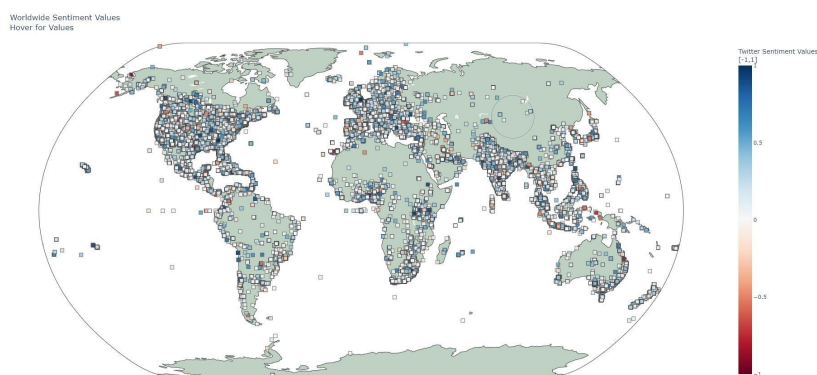 Worldwide Sentiment Values
Hover for Values
Twitter Sentiment Values
[-1,1]
1
0.5
0
−0.5
−1